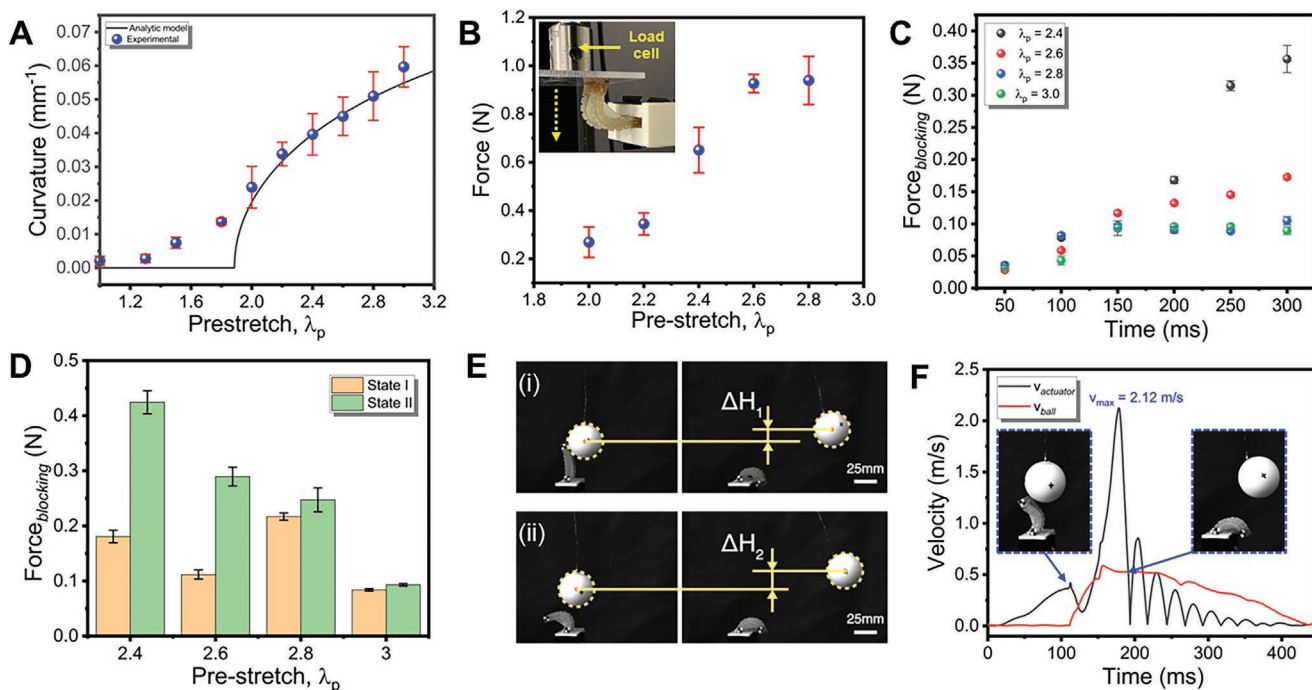 A
Analytic model
Experimental
Curvature (mm⁻¹)
0.07
0.06
0.05
0.04
0.03
0.02
0.01
0.00
1.2 1.6 2.0 2.4 2.8 3.2
Prestretch, λp
B
Load
cell
Force (N)
1.2
1.0
0.8
0.6
0.4
0.2
1.8 2.0 2.2 2.4 2.6 2.8 3.0
Pre-stretch, λp
C
λp = 2.4
λp = 2.6
λp = 2.8
λp = 3.0
Force blocking (N)
0.40
0.35
0.30
0.25
0.20
0.15
0.10
0.05
0.00
50 100 150 200 250 300
Time (ms)
D
State I
State II
Force blocking (N)
0.5
0.4
0.3
0.2
0.1
0.0
2.4 2.6 2.8 3
Pre-stretch, λp
E
(i)
ΔH₁
25mm
(ii)
ΔH₂
25mm
F
Vactuator
Vball
vmax = 2.12 m/s
Velocity (m/s)
2.5
2.0
1.5
1.0
0.5
0.0
0 100 200 300 400
Time (ms)